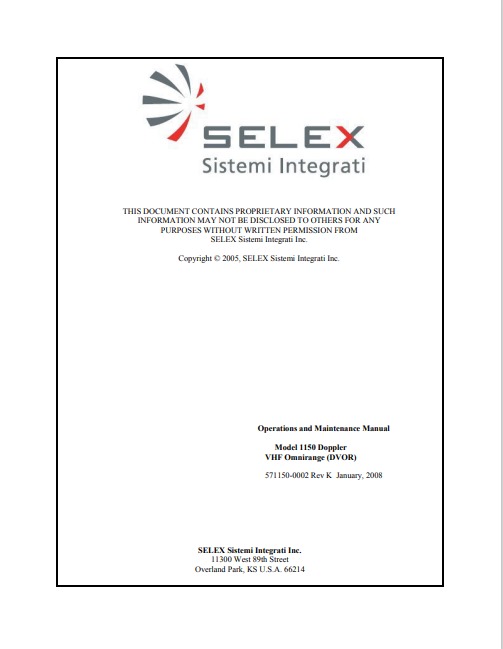 SELEX
Sistemi Integrati
THIS DOCUMENT CONTAINS PROPRIETARY INFORMATION AND SUCH
INFORMATION MAY NOT BE DISCLOSED TO OTHERS FOR ANY
PURPOSES WITHOUT WRITTEN PERMISSION FROM
SELEX Sistemi Integrati Inc.
Copyright © 2005, SELEX Sistemi Integrati Inc.
Operations and Maintenance Manual
Model 1150 Doppler
VHF Omnirange (DVOR)
571150-0002 Rev K January, 2008
SELEX Sistemi Integrati Inc.
11300 West 89th Street
Overland Park, KS U.S.A. 66214